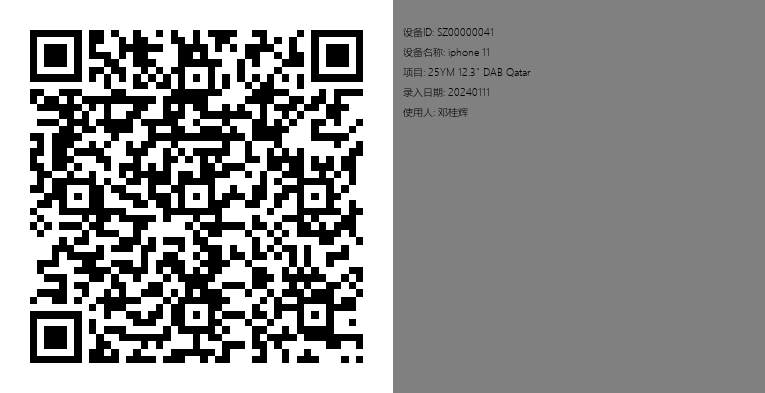 设备ID: SZ00000041
设备名称: iphone 11
项目: 25YM 12.3" DAB Qatar
录入日期: 20240111
使用人: 邓桂辉